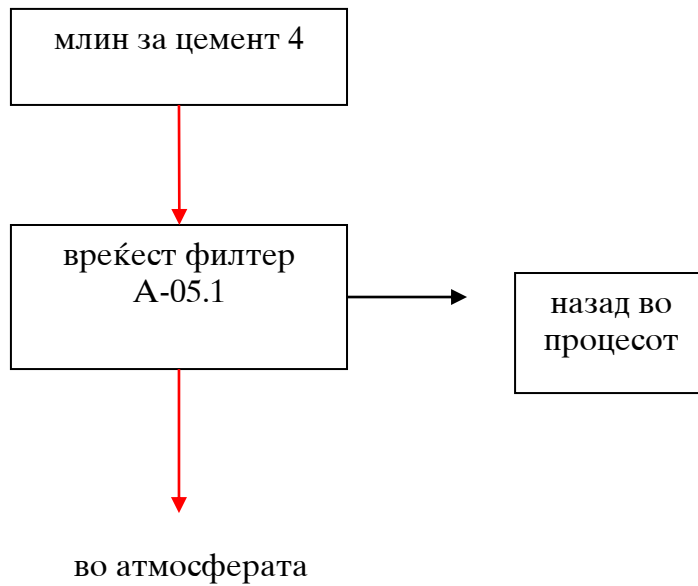 млин за цемент 4
вреќест филтер
А-05.1
назад во
процесот
во атмосферата